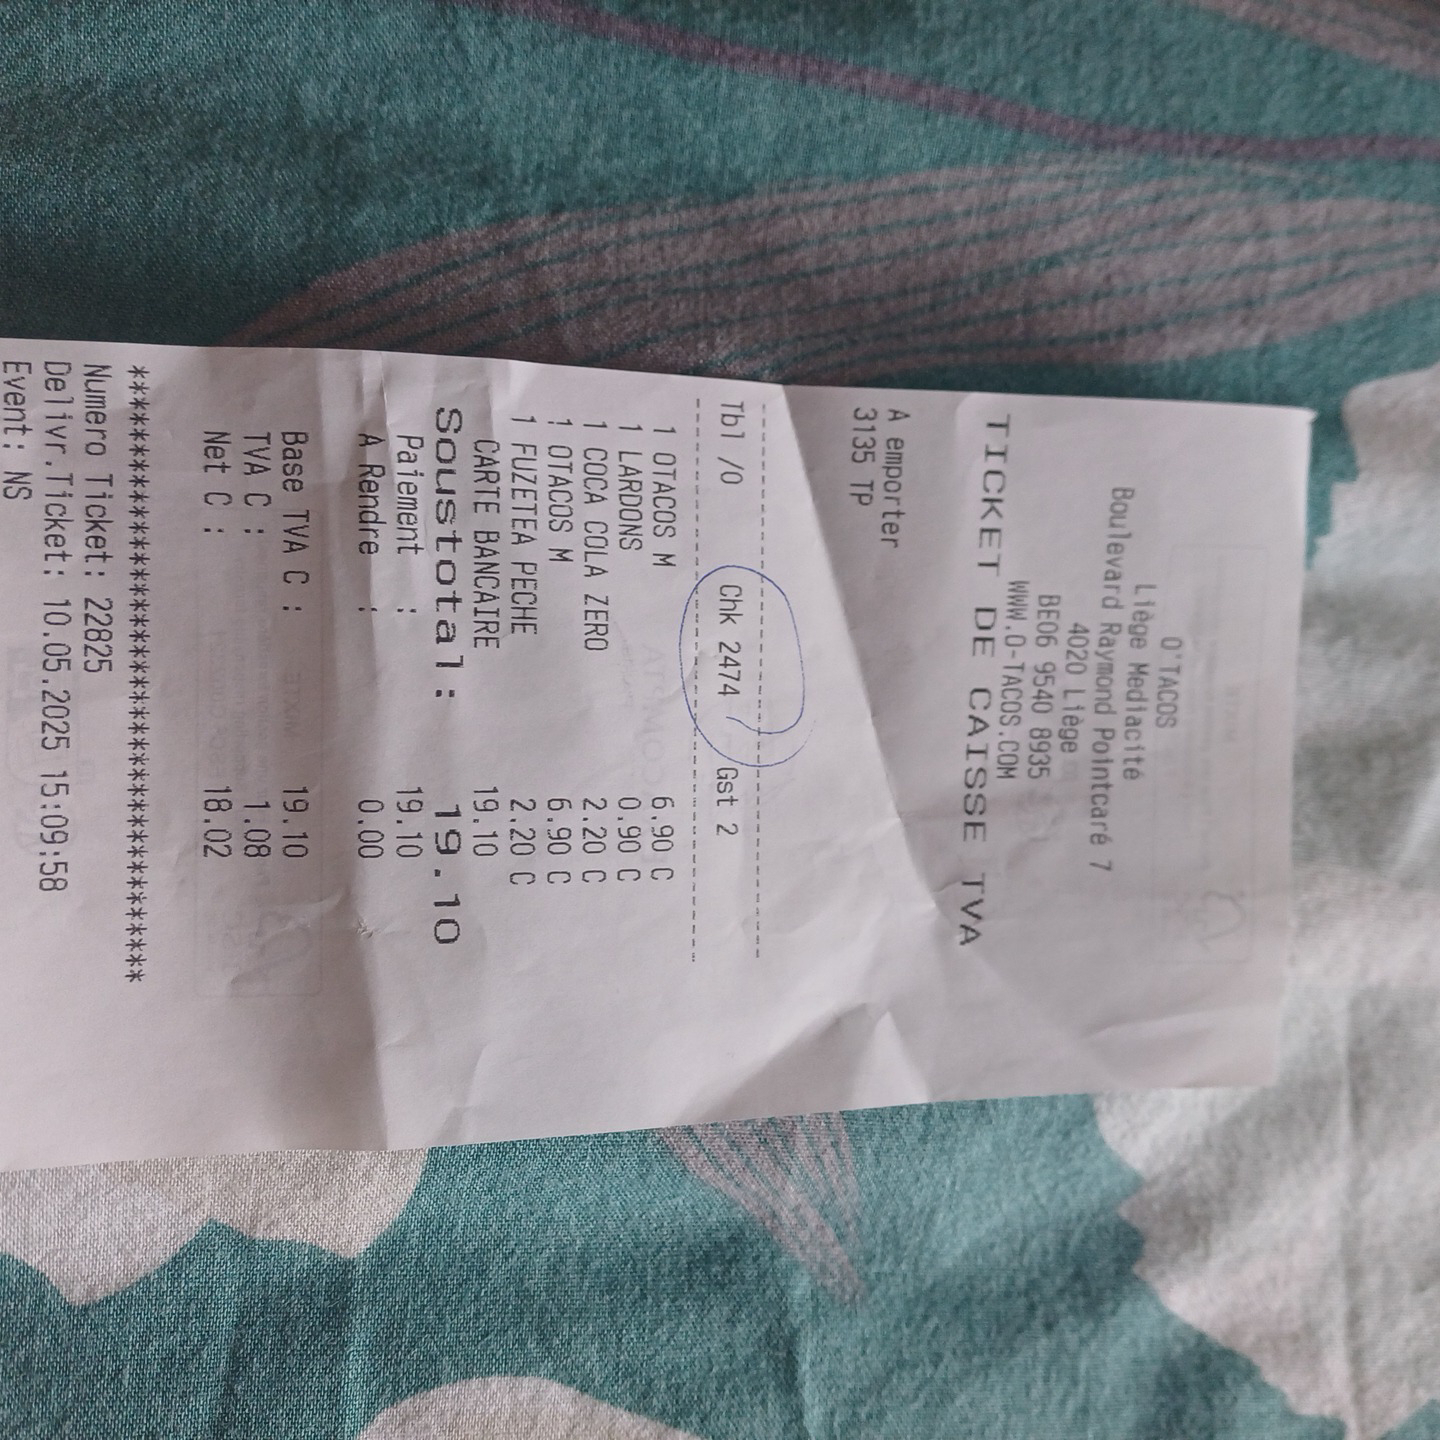 O'TACOS
Liège Mediacité
Boulevard Raymond Pointcaré 7
4020 Liège
BE06 9540 8935
WWW.O-TACOS.COM
TICKET DE CAISSE TVA
A emporter
3135 TP
Tbl /0 Chk 2474 Gst 2
1 OTACOS M 6.90 C
1 LARDONS 0.90 C
1 COCA COLA ZERO 2.20 C
1 OTACOS M 6.90 C
1 FUZETEA PECHE 2.20 C
CARTE BANCAIRE 19.10
Soustotal: 19.10
Paiement : 19.10
A Rendre : 0.00
Base TVA C : 19.10
TVA C : 1.08
Net C : 18.02
******************************************
Numero Ticket: 22825
Delivr.Ticket: 10.05.2025 15:09:58
Event: NS